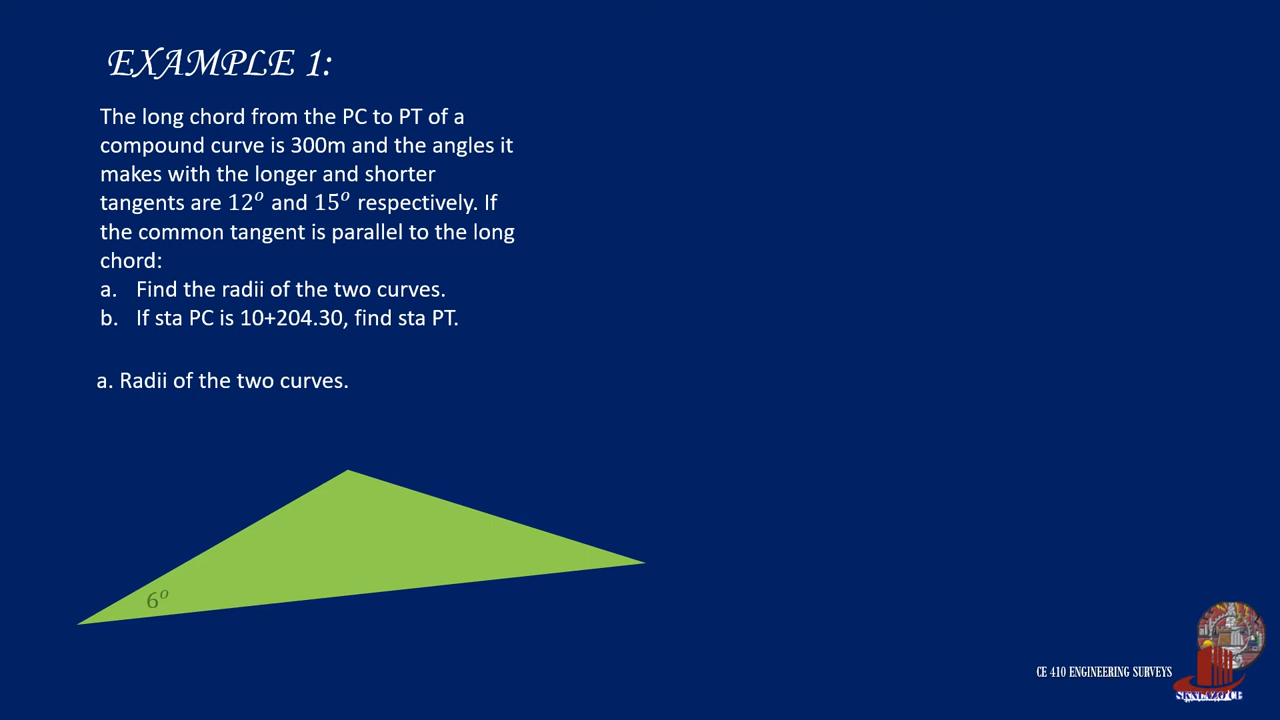 EXAMPLE 1:
The long chord from the PC to PT of a
compound curve is 300m and the angles it
makes with the longer and shorter
tangents are 12° and 15° respectively. If
the common tangent is parallel to the long
chord:
a. Find the radii of the two curves.
b. If sta PC is 10+204.30, find sta PT.
a. Radii of the two curves.
6°
CE 410 ENGINEERING SURVEYS